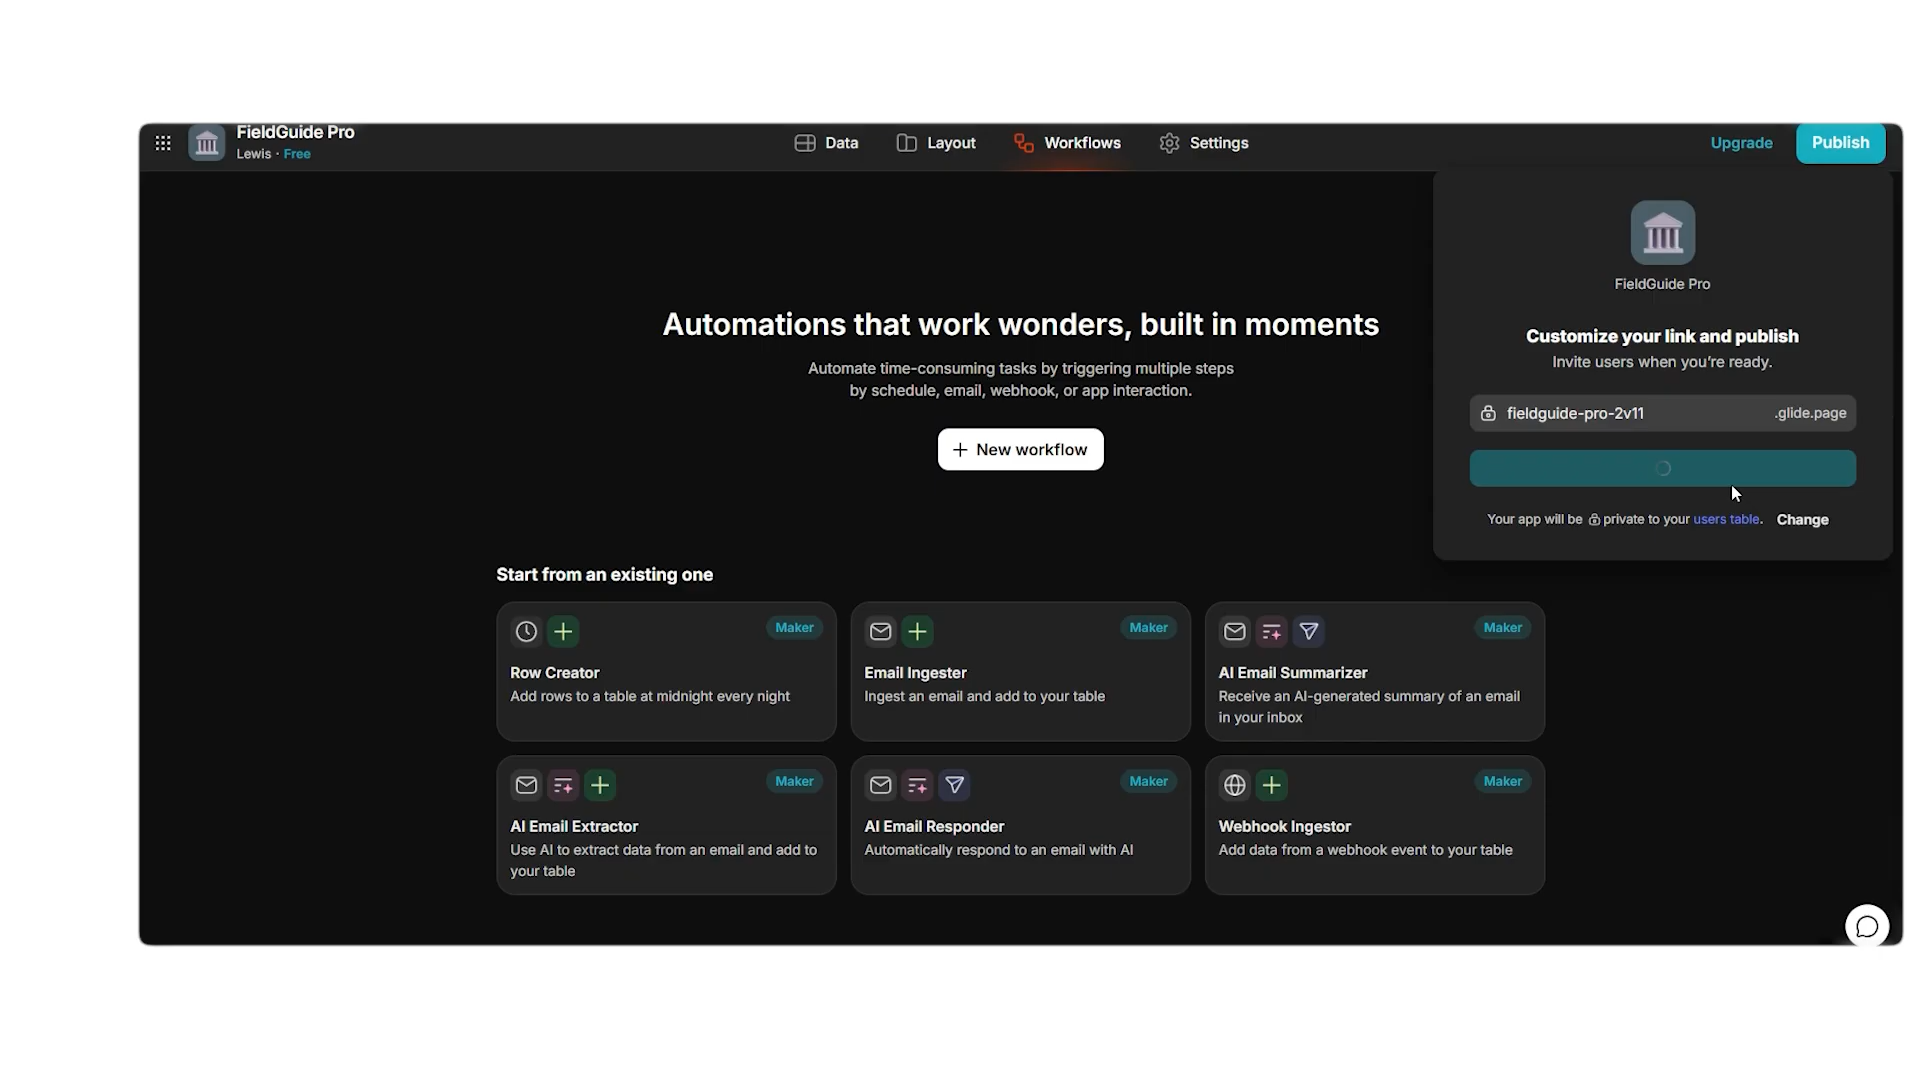 FieldGuide Pro
Lewis · Free
Data
Layout
Workflows
Settings
Upgrade
Publish
FieldGuide Pro
Customize your link and publish
Invite users when you're ready.
fieldguide-pro-2v11
.glide.page
Your app will be private to your users table. Change
Automations that work wonders, built in moments
Automate time-consuming tasks by triggering multiple steps
by schedule, email, webhook, or app interaction.
New workflow
Start from an existing one
Maker
Row Creator
Add rows to a table at midnight every night
Maker
Email Ingester
Ingest an email and add to your table
Maker
AI Email Summarizer
Receive an AI-generated summary of an email
in your inbox
Maker
AI Email Extractor
Use AI to extract data from an email and add to
your table
Maker
AI Email Responder
Automatically respond to an email with AI
Maker
Webhook Ingestor
Add data from a webhook event to your table